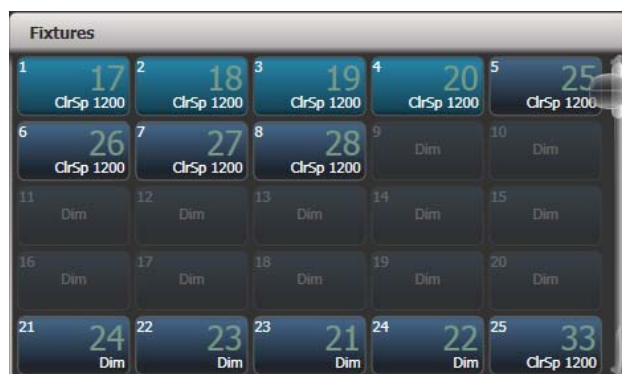 Fixtures
1 17 2 18 3 19 4 20 5 25
ClrSp 1200 ClrSp 1200 ClrSp 1200 ClrSp 1200 ClrSp 1200
6 26 7 27 8 28 9 10
ClrSp 1200 ClrSp 1200 ClrSp 1200 Dim Dim
11 12 13 14 15
Dim Dim Dim Dim Dim
16 17 18 19 20
Dim Dim Dim Dim Dim
21 24 22 23 23 21 24 22 25 33
Dim Dim Dim Dim ClrSp 1200